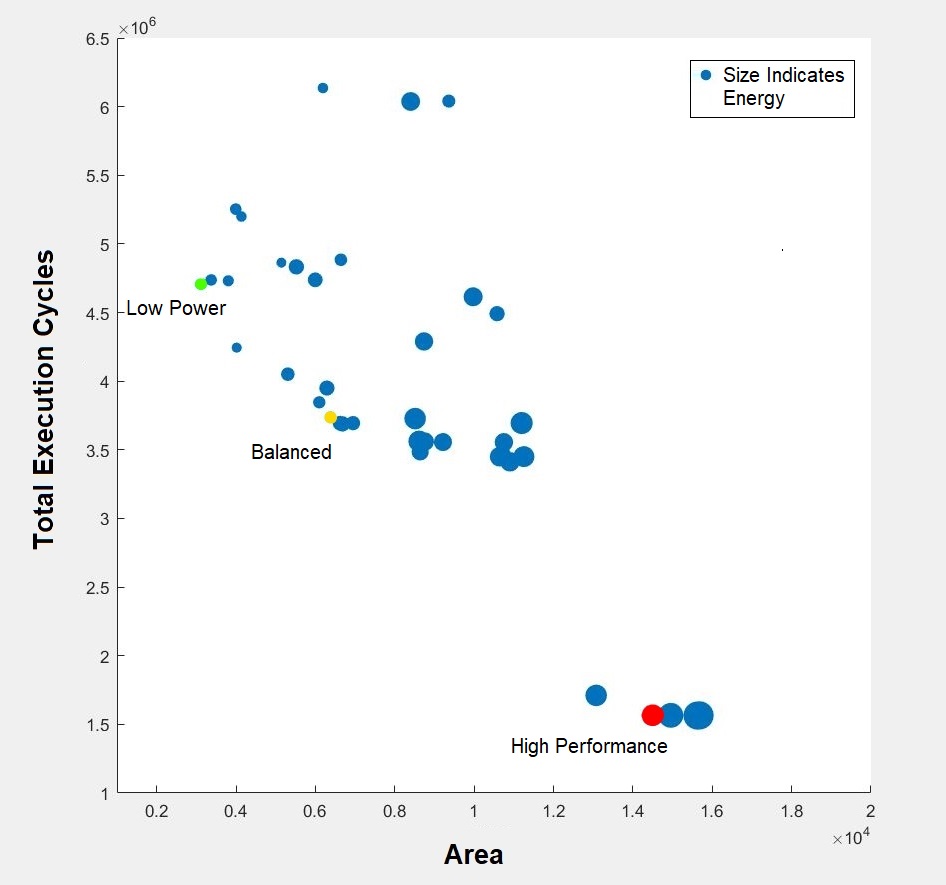 ×10⁶
6.5
6
5.5
5
4.5
4
3.5
3
2.5
2
1.5
1
Total Execution Cycles
Size Indicates
Energy
Low Power
Balanced
High Performance
0.2 0.4 0.6 0.8 1 1.2 1.4 1.6 1.8 2
×10⁴
Area